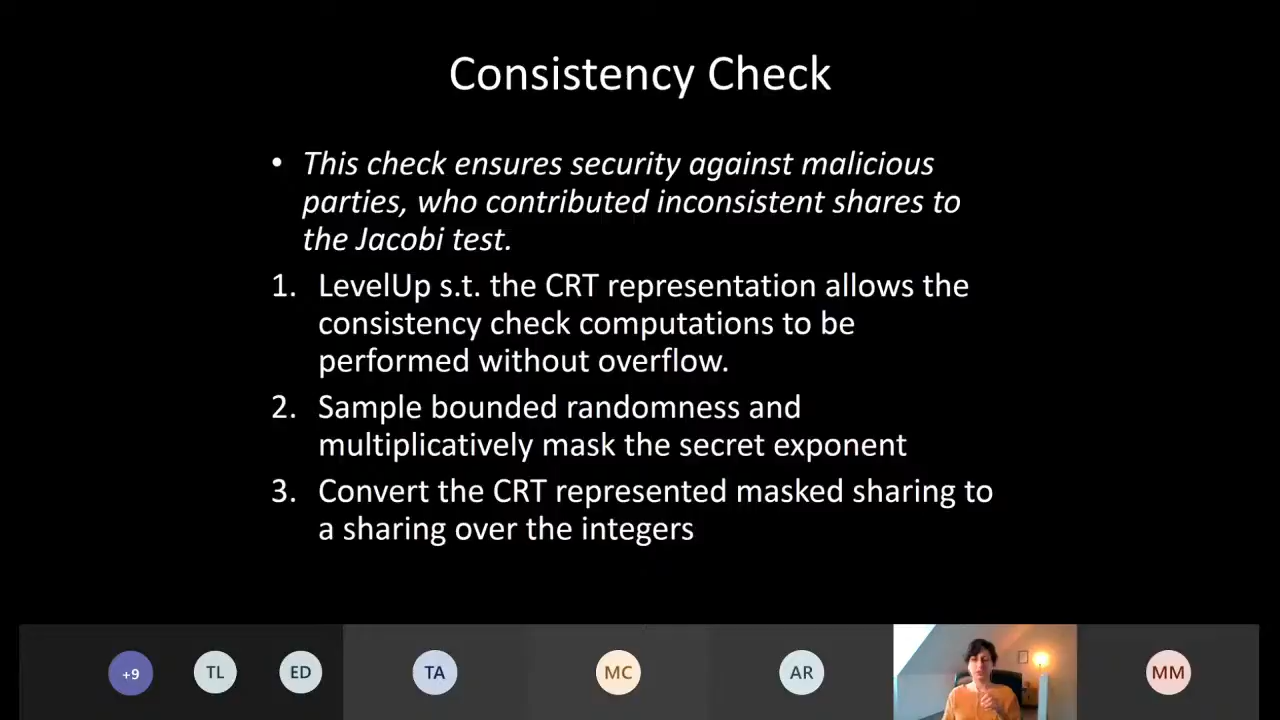 Consistency Check
• This check ensures security against malicious
parties, who contributed inconsistent shares to
the Jacobi test.
1. LevelUp s.t. the CRT representation allows the
consistency check computations to be
performed without overflow.
2. Sample bounded randomness and
multiplicatively mask the secret exponent
3. Convert the CRT represented masked sharing to
a sharing over the integers
+9 TL ED TA MC AR MM